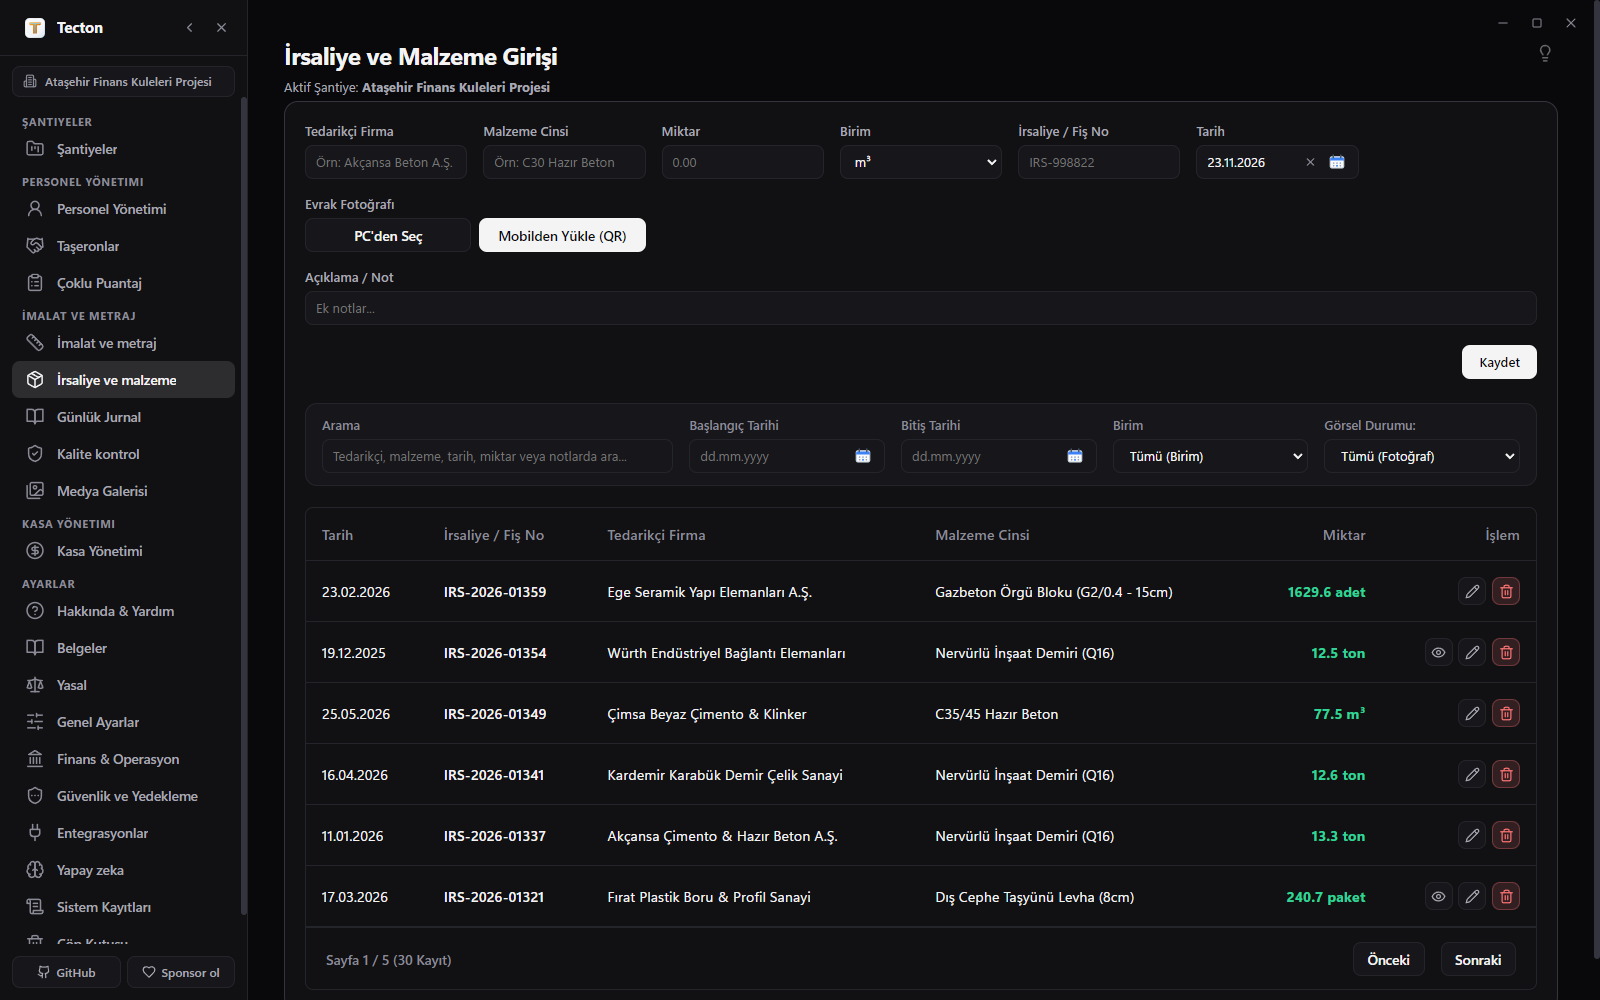 Tecton
Ataşehir Finans Kuleleri Projesi
ŞANTIYELER
Şantiyeler
PERSONEL YÖNETIMI
Personel Yönetimi
Taşeronlar
Çoklu Puantaj
İMALAT VE METRAJ
İmalat ve metraj
İrsaliye ve malzeme
Günlük Jurnal
Kalite kontrol
Medya Galerisi
KASA YÖNETIMI
Kasa Yönetimi
AYARLAR
Hakkında & Yardım
Belgeler
Yasal
Genel Ayarlar
Finans & Operasyon
Güvenlik ve Yedekleme
Entegrasyonlar
Yapay zeka
Sistem Kayıtları
Çöp Kutusu
GitHub
Sponsor ol
İrsaliye ve Malzeme Girişi
Aktif Şantiye: Ataşehir Finans Kuleleri Projesi
Tedarikçi Firma Malzeme Cinsi Miktar Birim İrsaliye / Fiş No Tarih
Örn: Akçansa Beton A.Ş. Örn: C30 Hazır Beton 0.00 m³ IRS-998822 23.11.2026
Evrak Fotoğrafı
PC'den Seç Mobilden Yükle (QR)
Açıklama / Not
Ek notlar...
Kaydet
Arama Başlangıç Tarihi Bitiş Tarihi Birim Görsel Durumu:
Tedarikçi, malzeme, tarih, miktar veya notlarda ara... dd.mm.yyyy dd.mm.yyyy Tümü (Birim) Tümü (Fotoğraf)
Tarih İrsaliye / Fiş No Tedarikçi Firma Malzeme Cinsi Miktar İşlem
23.02.2026 IRS-2026-01359 Ege Seramik Yapı Elemanları A.Ş. Gazbeton Örgü Bloku (G2/0.4 - 15cm) 1629.6 adet
19.12.2025 IRS-2026-01354 Würth Endüstriyel Bağlantı Elemanları Nervürlü İnşaat Demiri (Q16) 12.5 ton
25.05.2026 IRS-2026-01349 Çimsa Beyaz Çimento & Klinker C35/45 Hazır Beton 77.5 m³
16.04.2026 IRS-2026-01341 Kardemir Karabük Demir Çelik Sanayi Nervürlü İnşaat Demiri (Q16) 12.6 ton
11.01.2026 IRS-2026-01337 Akçansa Çimento & Hazır Beton A.Ş. Nervürlü İnşaat Demiri (Q16) 13.3 ton
17.03.2026 IRS-2026-01321 Fırat Plastik Boru & Profil Sanayi Dış Cephe Taşyünü Levha (8cm) 240.7 paket
Sayfa 1 / 5 (30 Kayıt) Önceki Sonraki